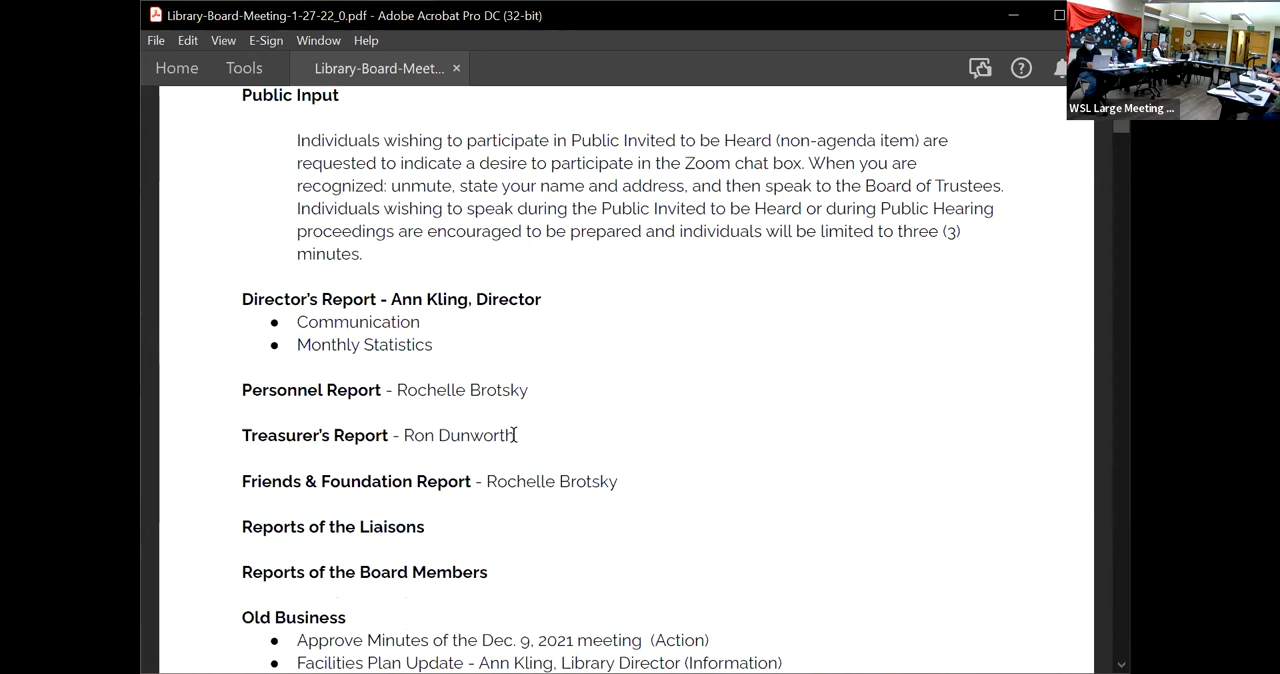 Library-Board-Meeting-1-27-22_0.pdf - Adobe Acrobat Pro DC (32-bit)
File Edit View E-Sign Window Help
Home Tools Library-Board-Meet... ×
WSL Large Meeting ...
Public Input
Individuals wishing to participate in Public Invited to be Heard (non-agenda item) are
requested to indicate a desire to participate in the Zoom chat box. When you are
recognized: unmute, state your name and address, and then speak to the Board of Trustees.
Individuals wishing to speak during the Public Invited to be Heard or during Public Hearing
proceedings are encouraged to be prepared and individuals will be limited to three (3)
minutes.
Director's Report - Ann Kling, Director
● Communication
● Monthly Statistics
Personnel Report - Rochelle Brotsky
Treasurer's Report - Ron Dunworth
Friends & Foundation Report - Rochelle Brotsky
Reports of the Liaisons
Reports of the Board Members
Old Business
● Approve Minutes of the Dec. 9, 2021 meeting (Action)
● Facilities Plan Update - Ann Kling, Library Director (Information)